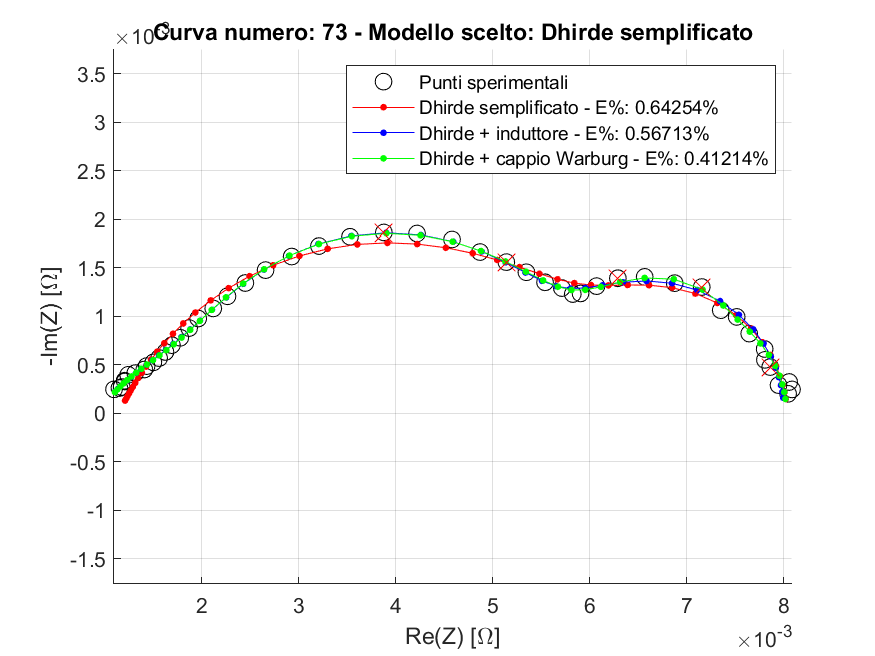 Curva numero: 73 - Modello scelto: Dhirde semplificato
×10⁻³
Punti sperimentali
Dhirde semplificato - E%: 0.64254%
Dhirde + induttore - E%: 0.56713%
Dhirde + cappio Warburg - E%: 0.41214%
3.5
3
2.5
2
1.5
1
0.5
0
-0.5
-1
-1.5
-Im(Z) [Ω]
2 3 4 5 6 7 8
Re(Z) [Ω]
×10⁻³